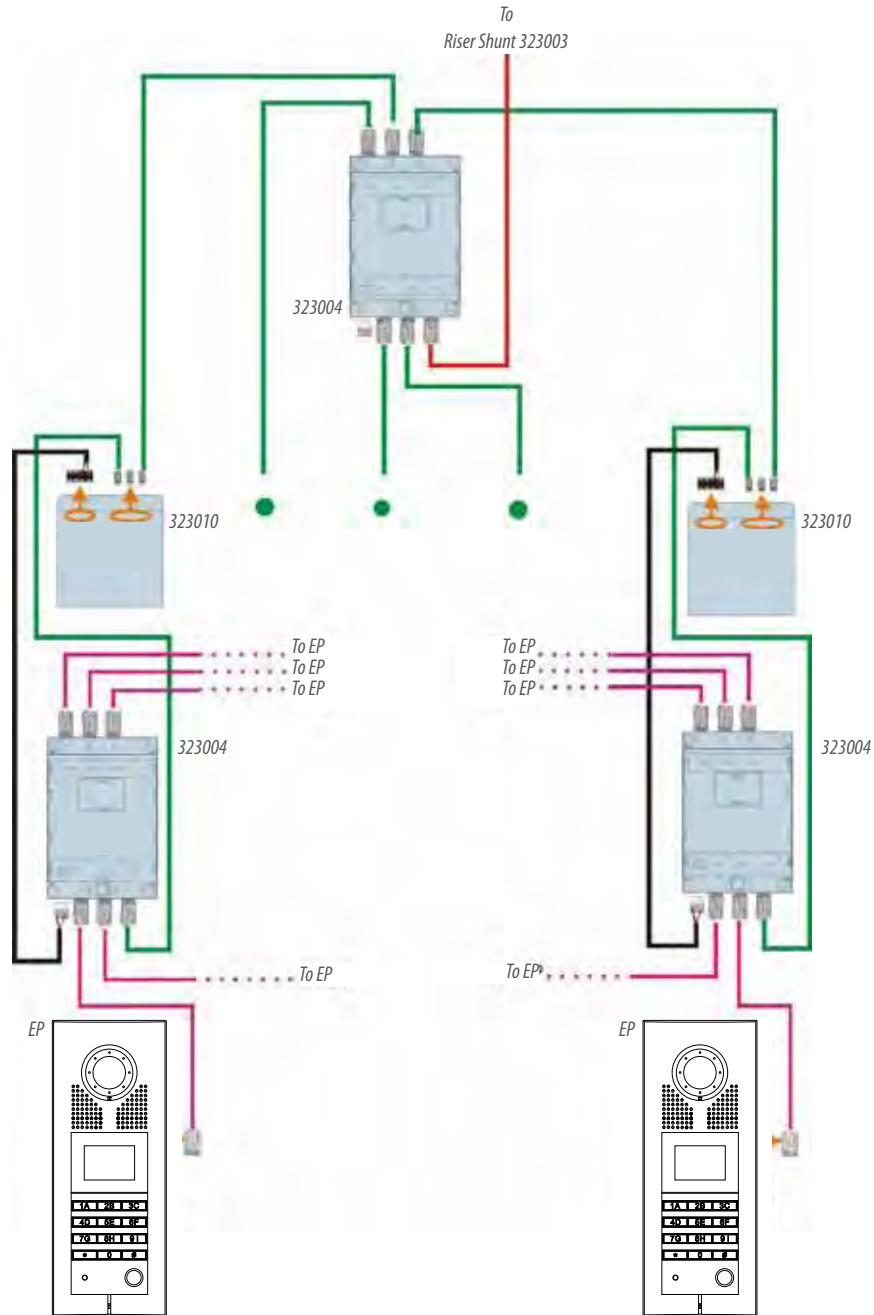 To
Riser Shunt 323003
323004
323010
323010
To EP
To EP
To EP
To EP
To EP
To EP
323004
323004
To EP
To EP
EP
EP
1A 2B 3C
4D 5E 6F
7G 8H 9I
* 0 #
1A 2B 3C
4D 5E 6F
7G 8H 9I
* 0 #